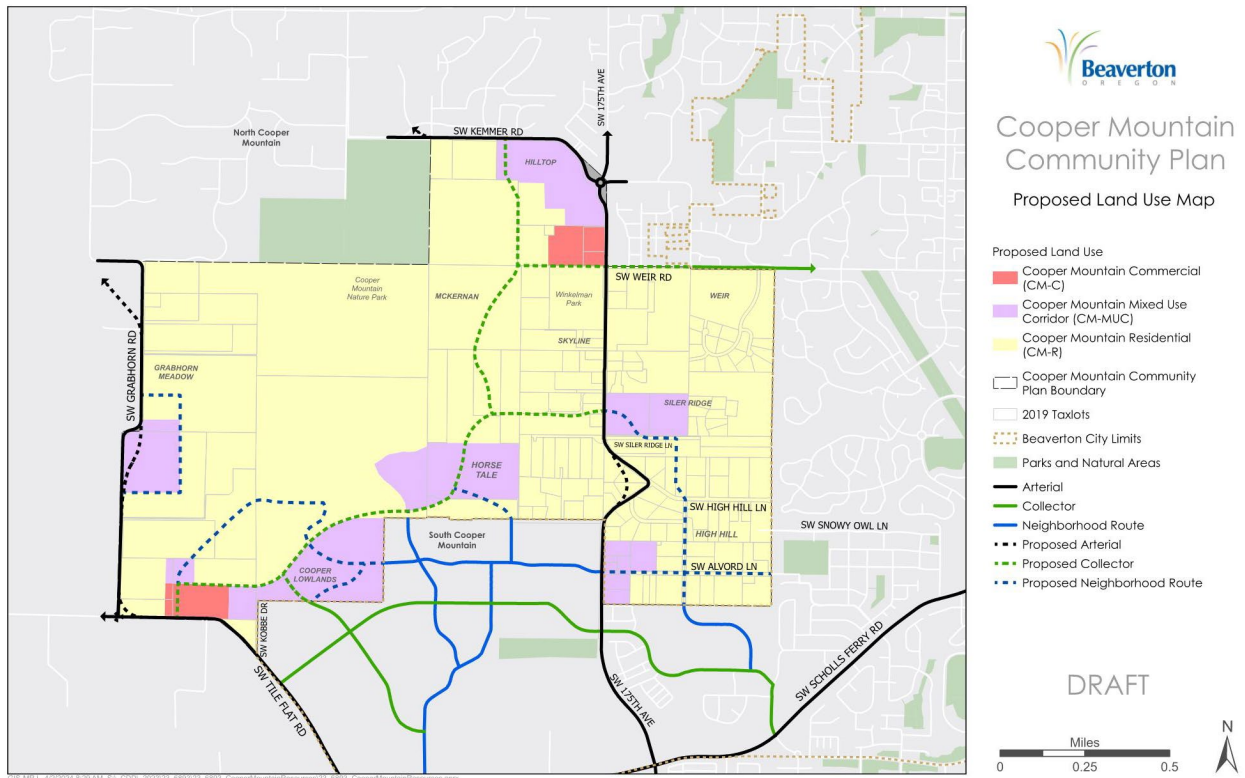 SW 175TH AVE
SW KEMMER RD
North Cooper
Mountain
HILLTOP
SW WEIR RD
Cooper
Mountain
Nature Park
MCKERNAN
Winkelman
Park
WEIR
SKYLINE
SW GRABHORN RD
GRABHORN
MEADOW
SILER RIDGE
SW SILER RIDGE LN
HORSE
TALE
SW HIGH HILL LN
SW SNOWY OWL LN
HIGH HILL
South Cooper
Mountain
SW ALVORD LN
COOPER
LOWLANDS
SW KOBBE DR
SW TILE FLAT RD
SW 175TH AVE
SW SCHOLLS FERRY RD
Beaverton
OREGON
Cooper Mountain
Community Plan
Proposed Land Use Map
Proposed Land Use
Cooper Mountain Commercial
(CM-C)
Cooper Mountain Mixed Use
Corridor (CM-MUC)
Cooper Mountain Residential
(CM-R)
Cooper Mountain Community
Plan Boundary
2019 Taxlots
Beaverton City Limits
Parks and Natural Areas
Arterial
Collector
Neighborhood Route
Proposed Arterial
Proposed Collector
Proposed Neighborhood Route
DRAFT
Miles
0 0.25 0.5
N